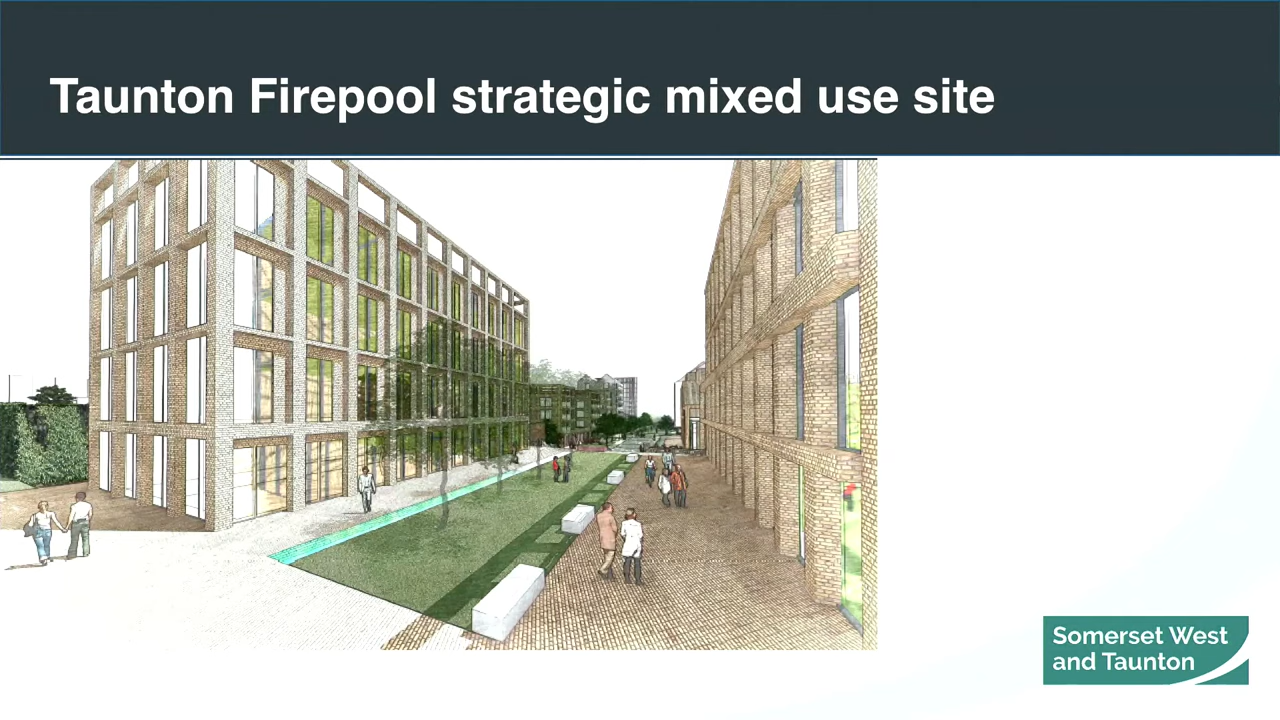 Taunton Firepool strategic mixed use site
Somerset West
and Taunton